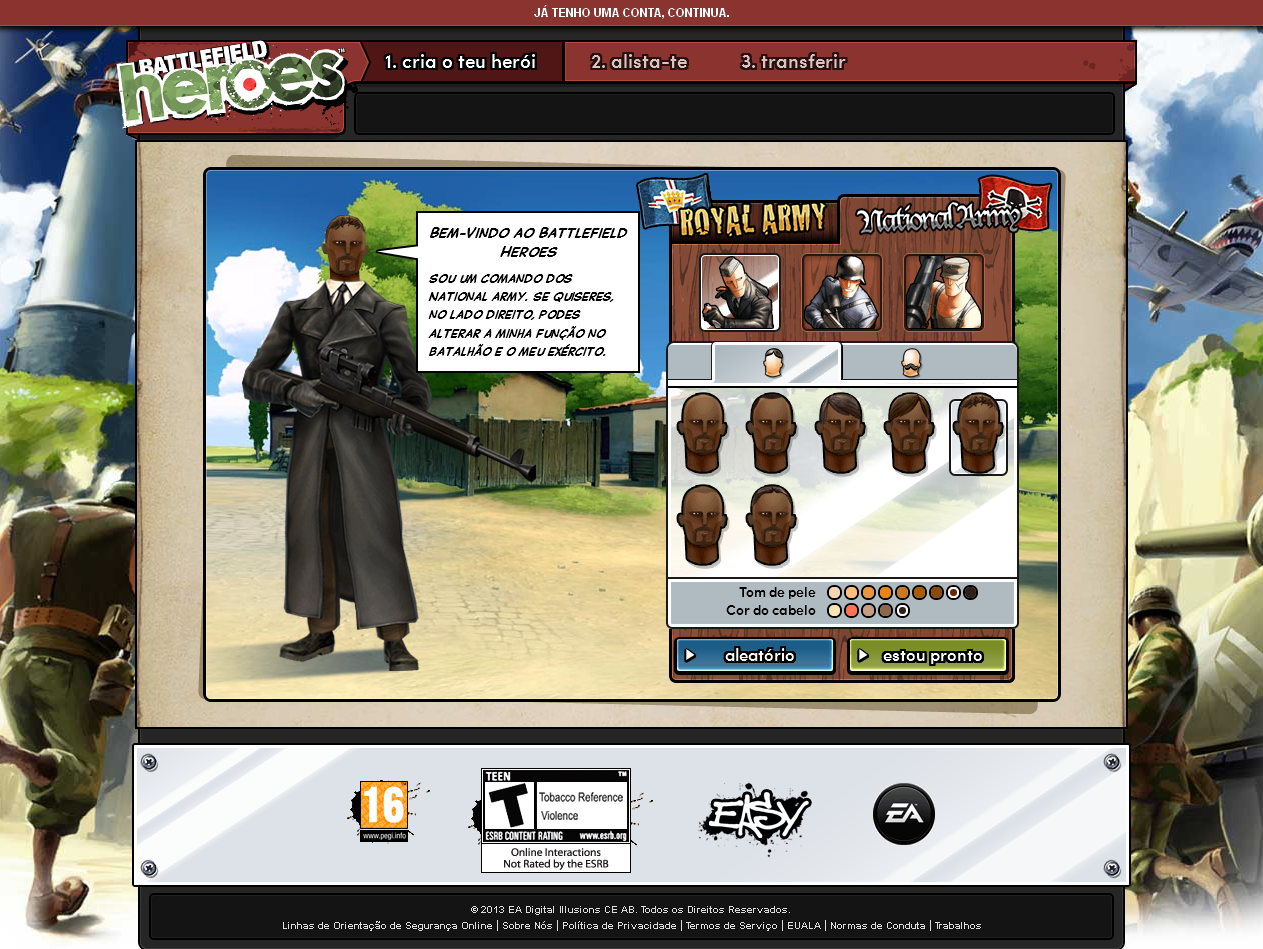 JÁ TENHO UMA CONTA, CONTINUA.
BATTLEFIELD
heroes™
1. cria o teu herói
2. alista-te
3. transferir
BEM-VINDO AO BATTLEFIELD
HEROES
SOU UM COMANDO DOS
NATIONAL ARMY. SE QUISERES,
NO LADO DIREITO, PODES
ALTERAR A MINHA FUNÇÃO NO
BATALHÃO E O MEU EXÉRCITO.
ROYAL ARMY
National Army
Tom de pele
Cor do cabelo
aleatório
estou pronto
16
www.pegi.info
TEEN
TM
T
Tobacco Reference
Violence
ESRB CONTENT RATING www.esrb.org
Online Interactions
Not Rated by the ESRB
EASY
EA
© 2013 EA Digital Illusions CE AB. Todos os Direitos Reservados.
Linhas de Orientação de Segurança Online | Sobre Nós | Política de Privacidade | Termos de Serviço | EUALA | Normas de Conduta | Trabalhos